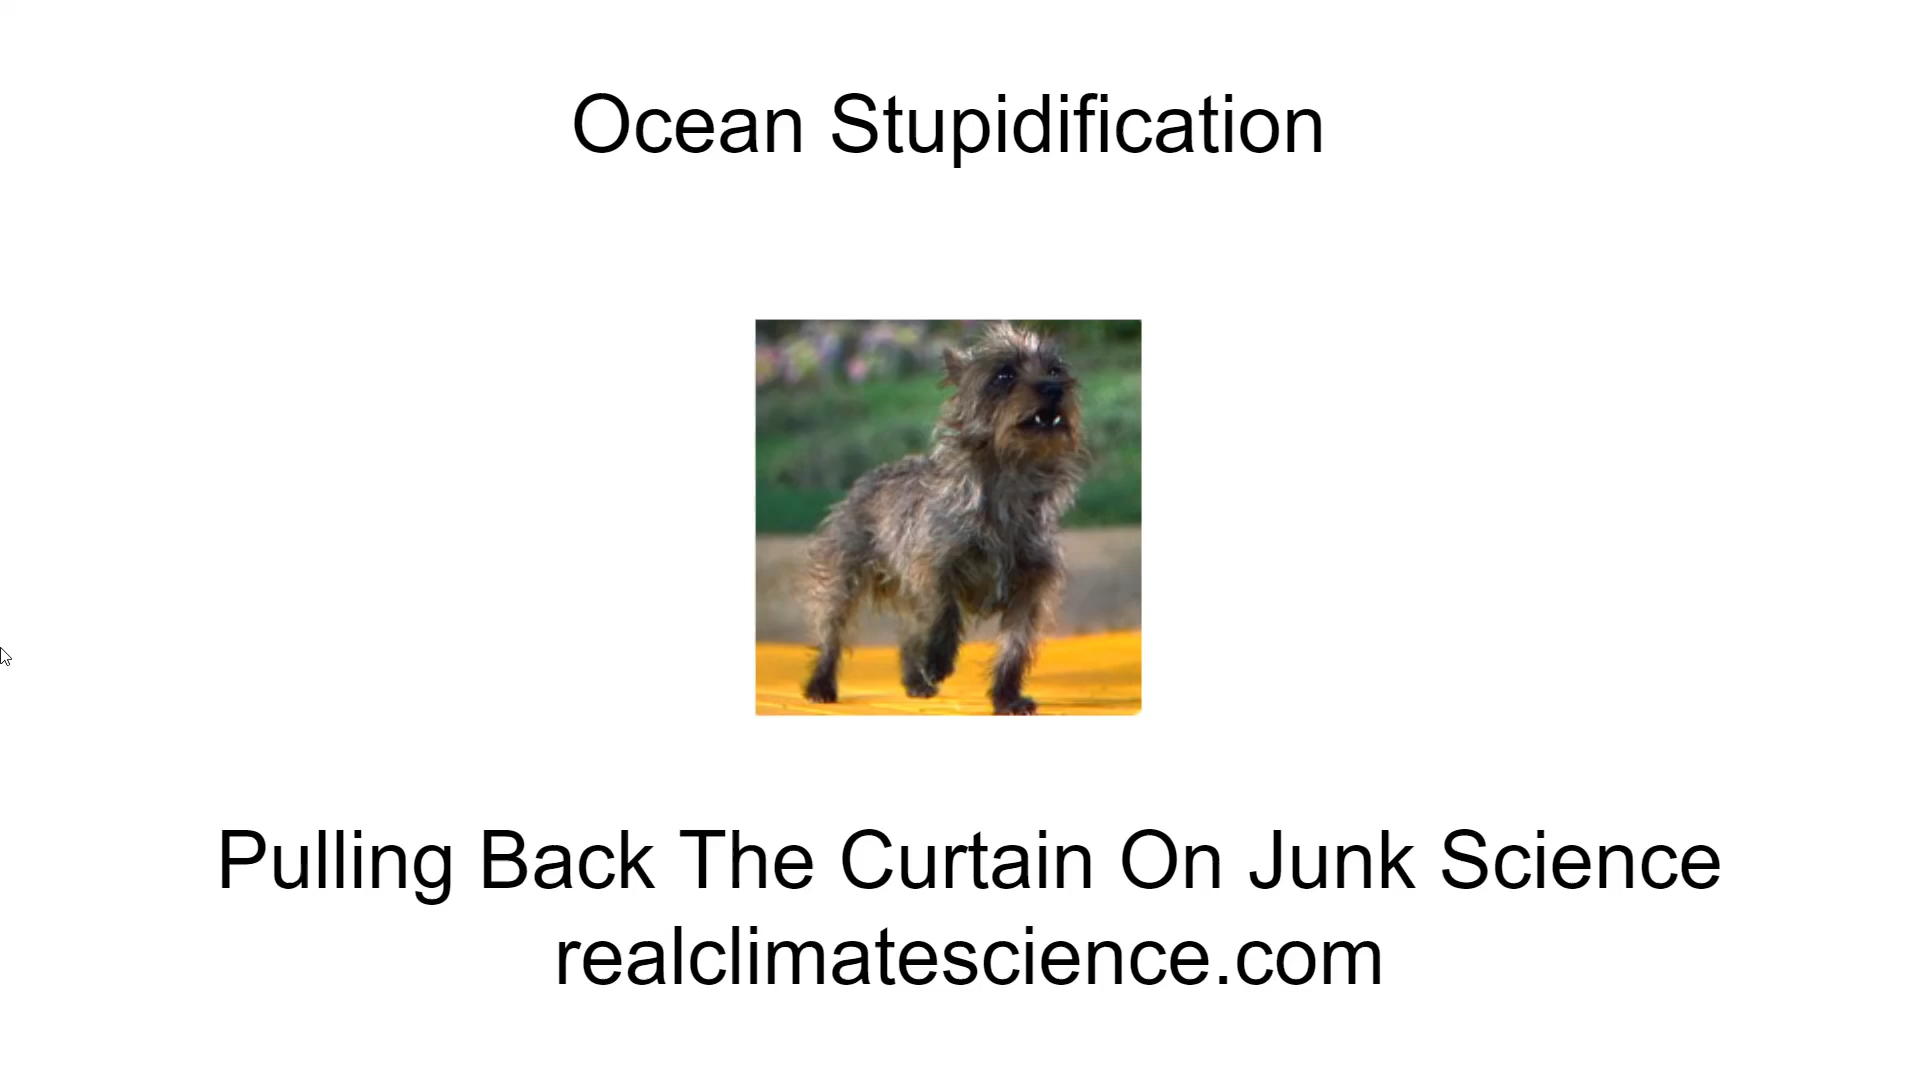 Ocean Stupidification
Pulling Back The Curtain On Junk Science
realclimatescience.com